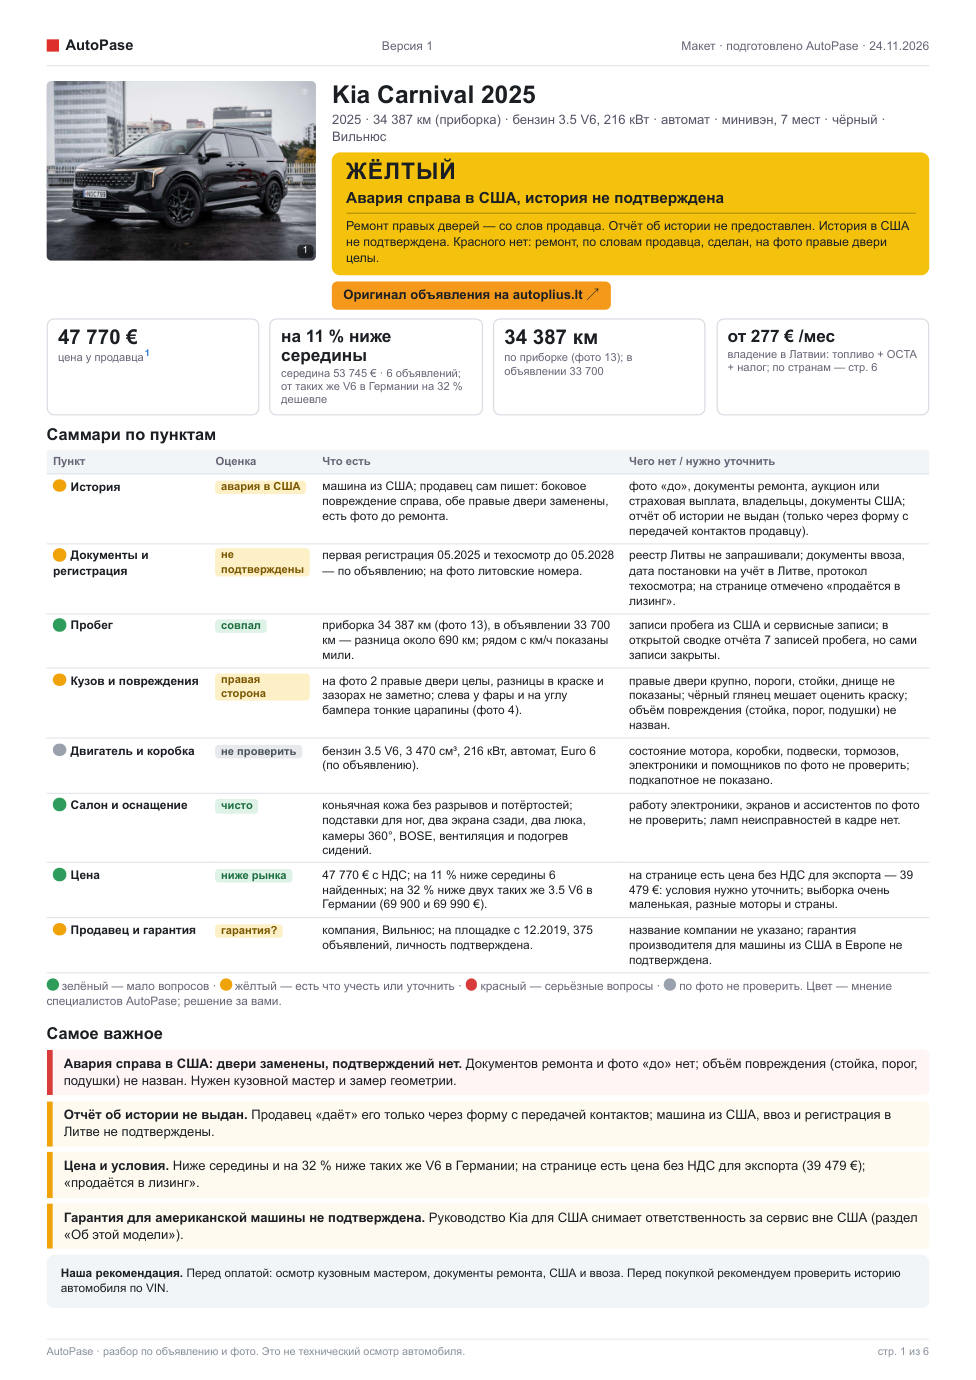 AutoPase
Версия 1
Макет · подготовлено AutoPase · 24.11.2026
1
Kia Carnival 2025
2025 · 34 387 км (приборка) · бензин 3.5 V6, 216 кВт · автомат · минивэн, 7 мест · чёрный ·
Вильнюс
ЖЁЛТЫЙ
Авария справа в США, история не подтверждена
Ремонт правых дверей — со слов продавца. Отчёт об истории не предоставлен. История в США
не подтверждена. Красного нет: ремонт, по словам продавца, сделан, на фото правые двери
целы.
Оригинал объявления на autoplius.lt ↗
47 770 €
цена у продавца 1
на 11 % ниже
середины
середина 53 745 € · 6 объявлений;
от таких же V6 в Германии на 32 %
дешевле
34 387 км
по приборке (фото 13); в
объявлении 33 700
от 277 € /мес
владение в Латвии: топливо + ОСТА
+ налог; по странам — стр. 6
Саммари по пунктам
Пункт Оценка Что есть Чего нет / нужно уточнить
История
авария в США
машина из США; продавец сам пишет: боковое
повреждение справа, обе правые двери заменены,
есть фото до ремонта.
фото «до», документы ремонта, аукцион или
страховая выплата, владельцы, документы США;
отчёт об истории не выдан (только через форму с
передачей контактов продавцу).
Документы и
регистрация
не
подтверждены
первая регистрация 05.2025 и техосмотр до 05.2028
— по объявлению; на фото литовские номера.
реестр Литвы не запрашивали; документы ввоза,
дата постановки на учёт в Литве, протокол
техосмотра; на странице отмечено «продаётся в
лизинг».
Пробег
совпал
приборка 34 387 км (фото 13), в объявлении 33 700
км — разница около 690 км; рядом с км/ч показаны
мили.
записи пробега из США и сервисные записи; в
открытой сводке отчёта 7 записей пробега, но сами
записи закрыты.
Кузов и повреждения
правая
сторона
на фото 2 правые двери целы, разницы в краске и
зазорах не заметно; слева у фары и на углу
бампера тонкие царапины (фото 4).
правые двери крупно, пороги, стойки, днище не
показаны; чёрный глянец мешает оценить краску;
объём повреждения (стойка, порог, подушки) не
назван.
Двигатель и коробка
не проверить
бензин 3.5 V6, 3 470 см³, 216 кВт, автомат, Euro 6
(по объявлению).
состояние мотора, коробки, подвески, тормозов,
электроники и помощников по фото не проверить;
подкапотное не показано.
Салон и оснащение
чисто
коньячная кожа без разрывов и потёртостей;
подставки для ног, два экрана сзади, два люка,
камеры 360°, BOSE, вентиляция и подогрев
сидений.
работу электроники, экранов и ассистентов по фото
не проверить; ламп неисправностей в кадре нет.
Цена
ниже рынка
47 770 € с НДС; на 11 % ниже середины 6
найденных; на 32 % ниже двух таких же 3.5 V6 в
Германии (69 900 и 69 990 €).
на странице есть цена без НДС для экспорта — 39
479 €: условия нужно уточнить; выборка очень
маленькая, разные моторы и страны.
Продавец и гарантия
гарантия?
компания, Вильнюс; на площадке с 12.2019, 375
объявлений, личность подтверждена.
название компании не указано; гарантия
производителя для машины из США в Европе не
подтверждена.
зелёный — мало вопросов · жёлтый — есть что учесть или уточнить · красный — серьёзные вопросы · по фото не проверить. Цвет — мнение
специалистов AutoPase; решение за вами.
Самое важное
Авария справа в США: двери заменены, подтверждений нет. Документов ремонта и фото «до» нет; объём повреждения (стойка, порог,
подушки) не назван. Нужен кузовной мастер и замер геометрии.
Отчёт об истории не выдан. Продавец «даёт» его только через форму с передачей контактов; машина из США, ввоз и регистрация в
Литве не подтверждены.
Цена и условия. Ниже середины и на 32 % ниже таких же V6 в Германии; на странице есть цена без НДС для экспорта (39 479 €);
«продаётся в лизинг».
Гарантия для американской машины не подтверждена. Руководство Kia для США снимает ответственность за сервис вне США (раздел
«Об этой модели»).
Наша рекомендация. Перед оплатой: осмотр кузовным мастером, документы ремонта, США и ввоза. Перед покупкой рекомендуем проверить историю
автомобиля по VIN.
AutoPase · разбор по объявлению и фото. Это не технический осмотр автомобиля.
стр. 1 из 6